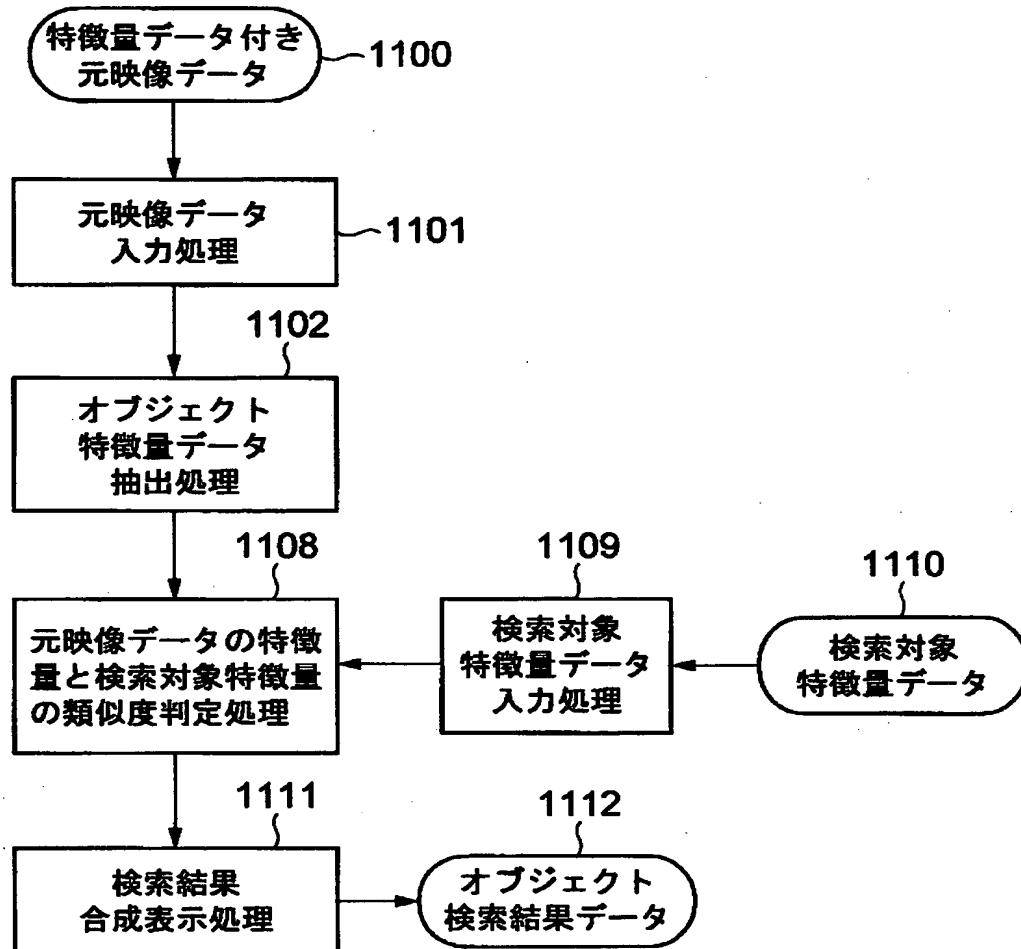 特徴量データ付き
元映像データ
1100
元映像データ
入力処理
1101
1102
オブジェクト
特徴量データ
抽出処理
1108
元映像データの特徴
量と検索対象特徴量
の類似度判定処理
1109
検索対象
特徴量データ
入力処理
1110
検索対象
特徴量データ
1111
検索結果
合成表示処理
1112
オブジェクト
検索結果データ